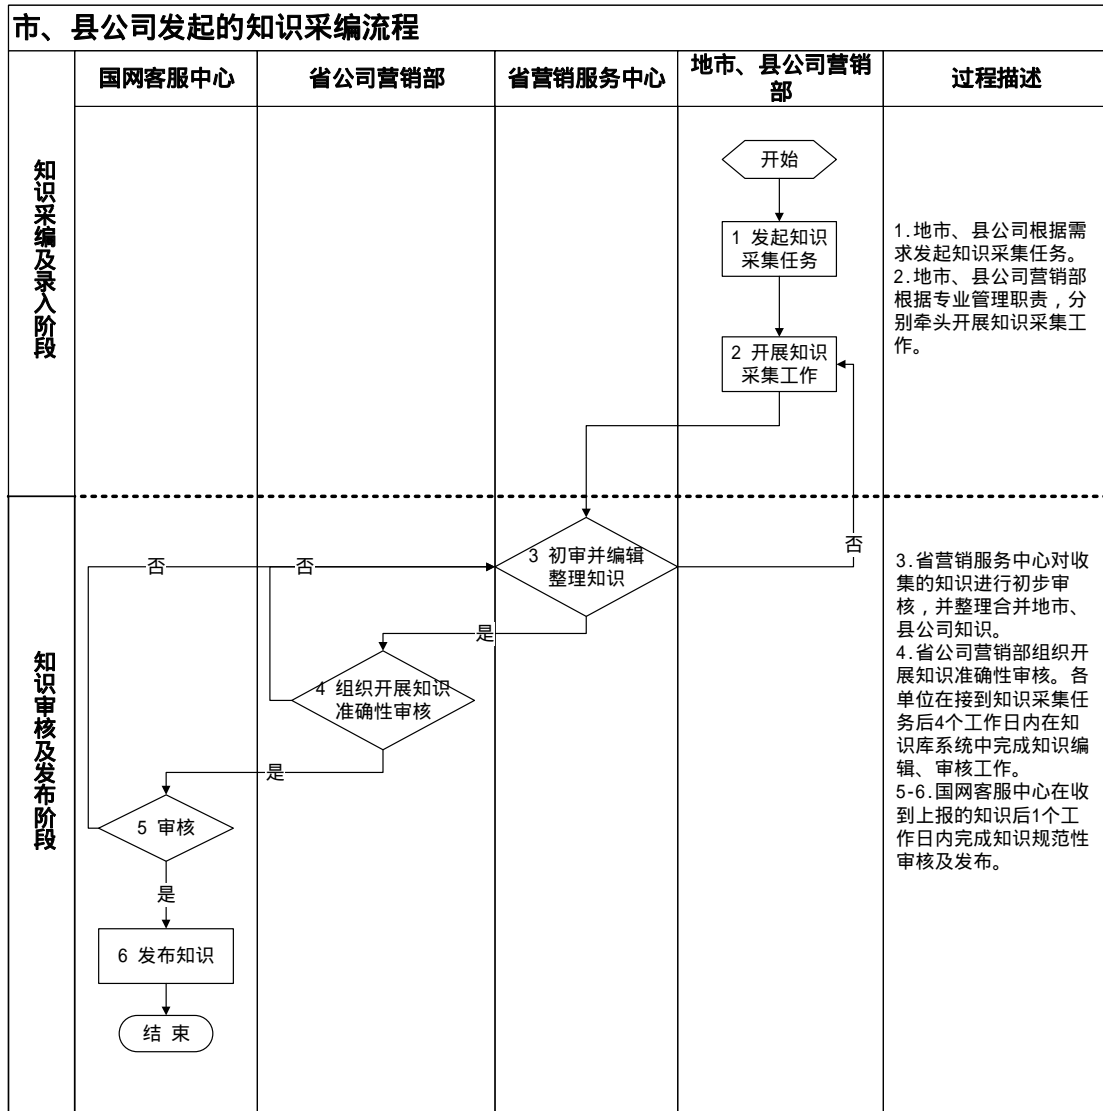 市、县公司发起的知识采编流程
国网客服中心
省公司营销部
省营销服务中心
地市、县公司营销
部
过程描述
知识采编及录入阶段
开始
1 发起知识
采集任务
2 开展知识
采集工作
1.地市、县公司根据需
求发起知识采集任务。
2.地市、县公司营销部
根据专业管理职责，分
别牵头开展知识采集工
作。
知识审核及发布阶段
否
否
3 初审并编辑
整理知识
否
是
4 组织开展知识
准确性审核
是
5 审核
是
6 发布知识
结 束
3.省营销服务中心对收
集的知识进行初步审
核，并整理合并地市、
县公司知识。
4.省公司营销部组织开
展知识准确性审核。各
单位在接到知识采集任
务后4个工作日内在知
识库系统中完成知识编
辑、审核工作。
5-6.国网客服中心在收
到上报的知识后1个工
作日内完成知识规范性
审核及发布。